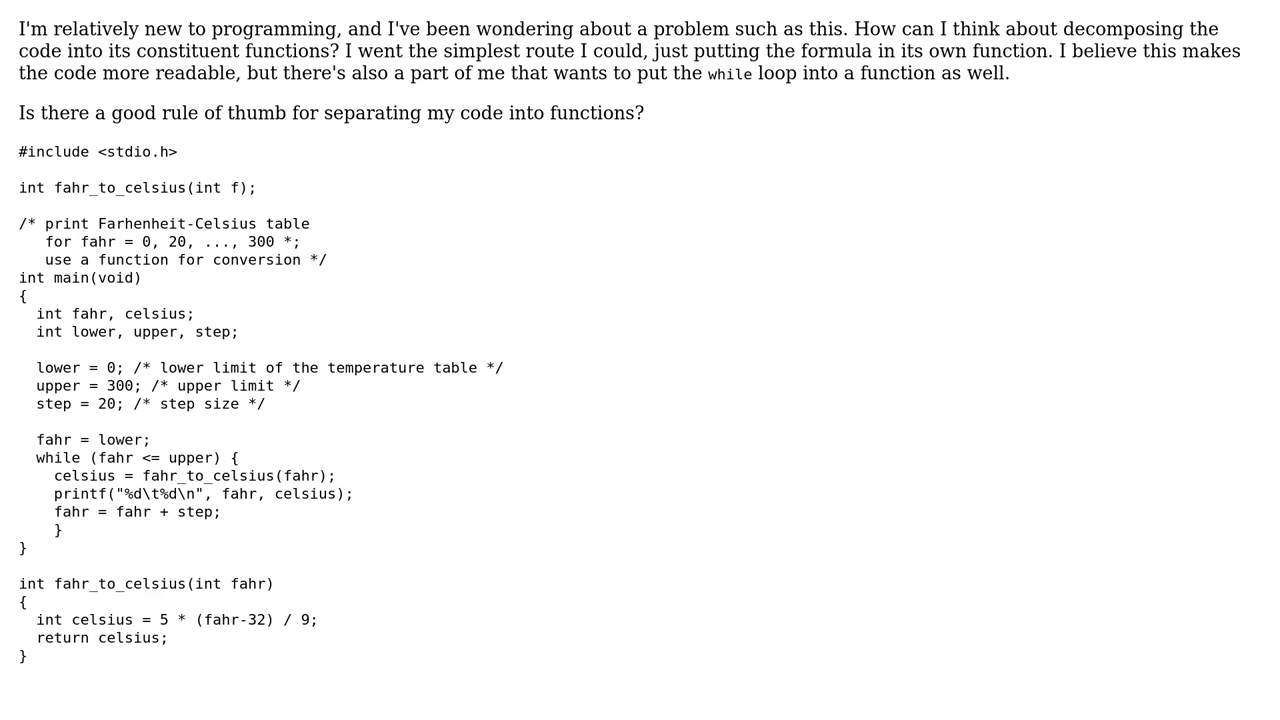 I'm relatively new to programming, and I've been wondering about a problem such as this. How can I think about decomposing the
code into its constituent functions? I went the simplest route I could, just putting the formula in its own function. I believe this makes
the code more readable, but there's also a part of me that wants to put the while loop into a function as well.
Is there a good rule of thumb for separating my code into functions?
#include <stdio.h>
int fahr_to_celsius(int f);
/* print Farhenheit-Celsius table
   for fahr = 0, 20, ..., 300 *;
   use a function for conversion */
int main(void)
{
  int fahr, celsius;
  int lower, upper, step;
  lower = 0; /* lower limit of the temperature table */
  upper = 300; /* upper limit */
  step = 20; /* step size */
  fahr = lower;
  while (fahr <= upper) {
    celsius = fahr_to_celsius(fahr);
    printf("%d\t%d\n", fahr, celsius);
    fahr = fahr + step;
    }
}
int fahr_to_celsius(int fahr)
{
  int celsius = 5 * (fahr-32) / 9;
  return celsius;
}